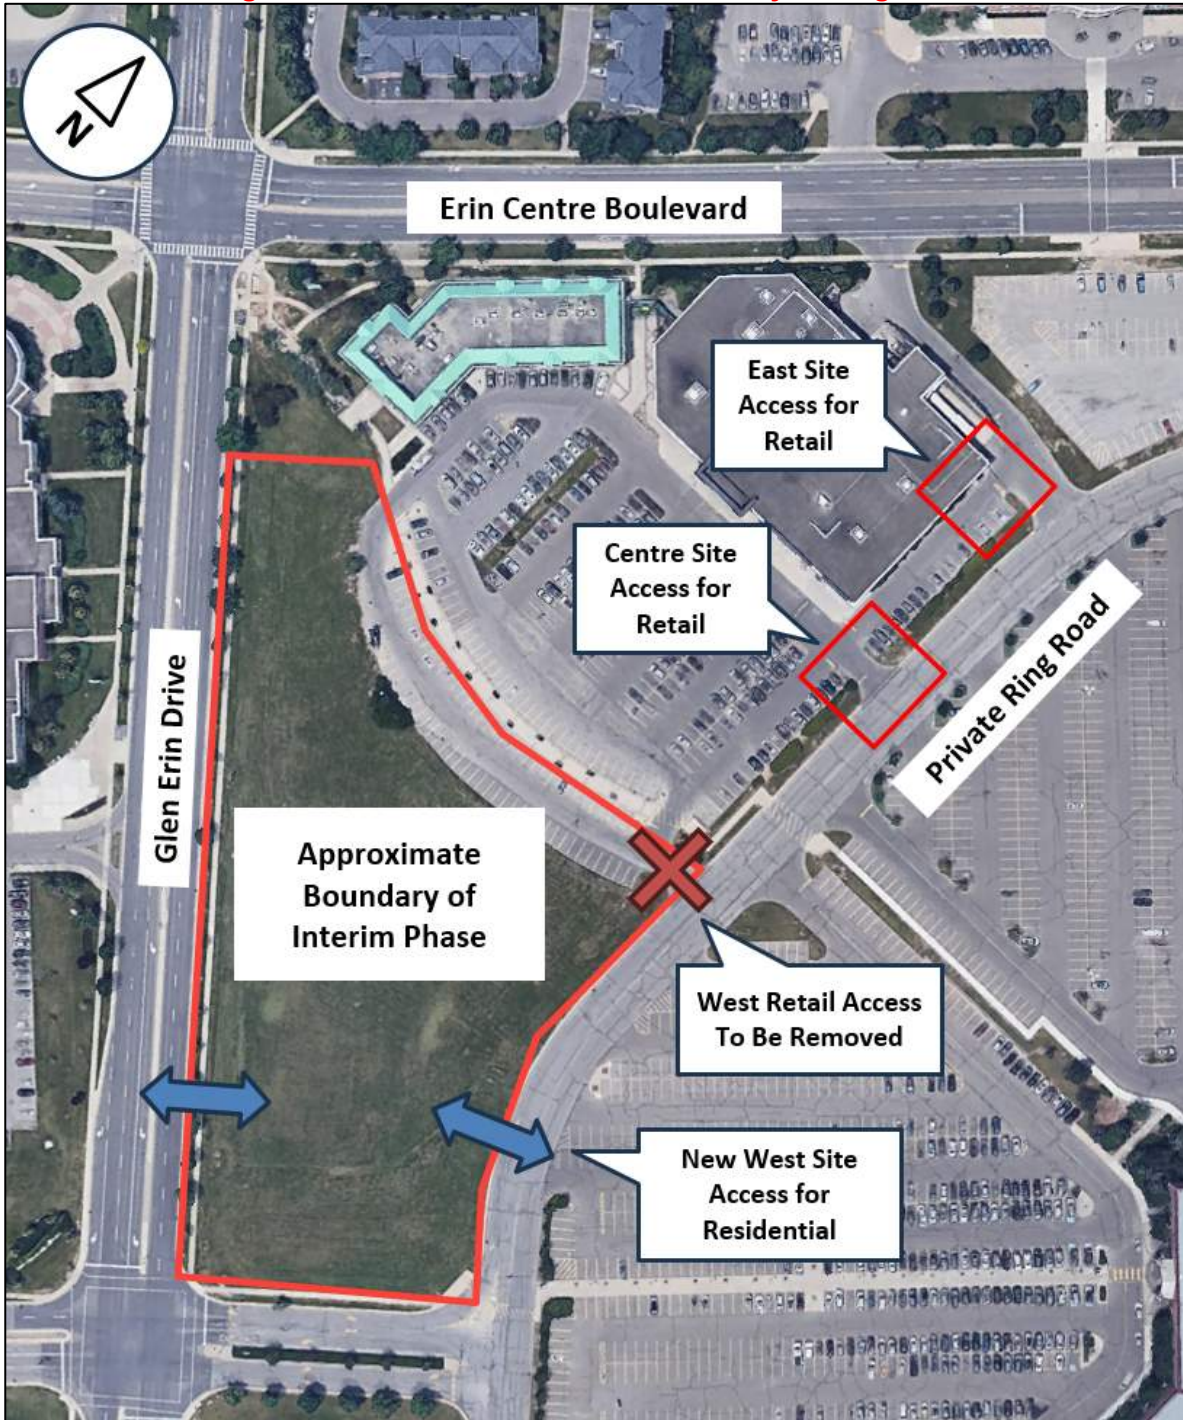 N
Erin Centre Boulevard
East Site
Access for
Retail
Centre Site
Access for
Retail
Private Ring Road
Glen Erin Drive
Approximate
Boundary of
Interim Phase
West Retail Access
To Be Removed
New West Site
Access for
Residential